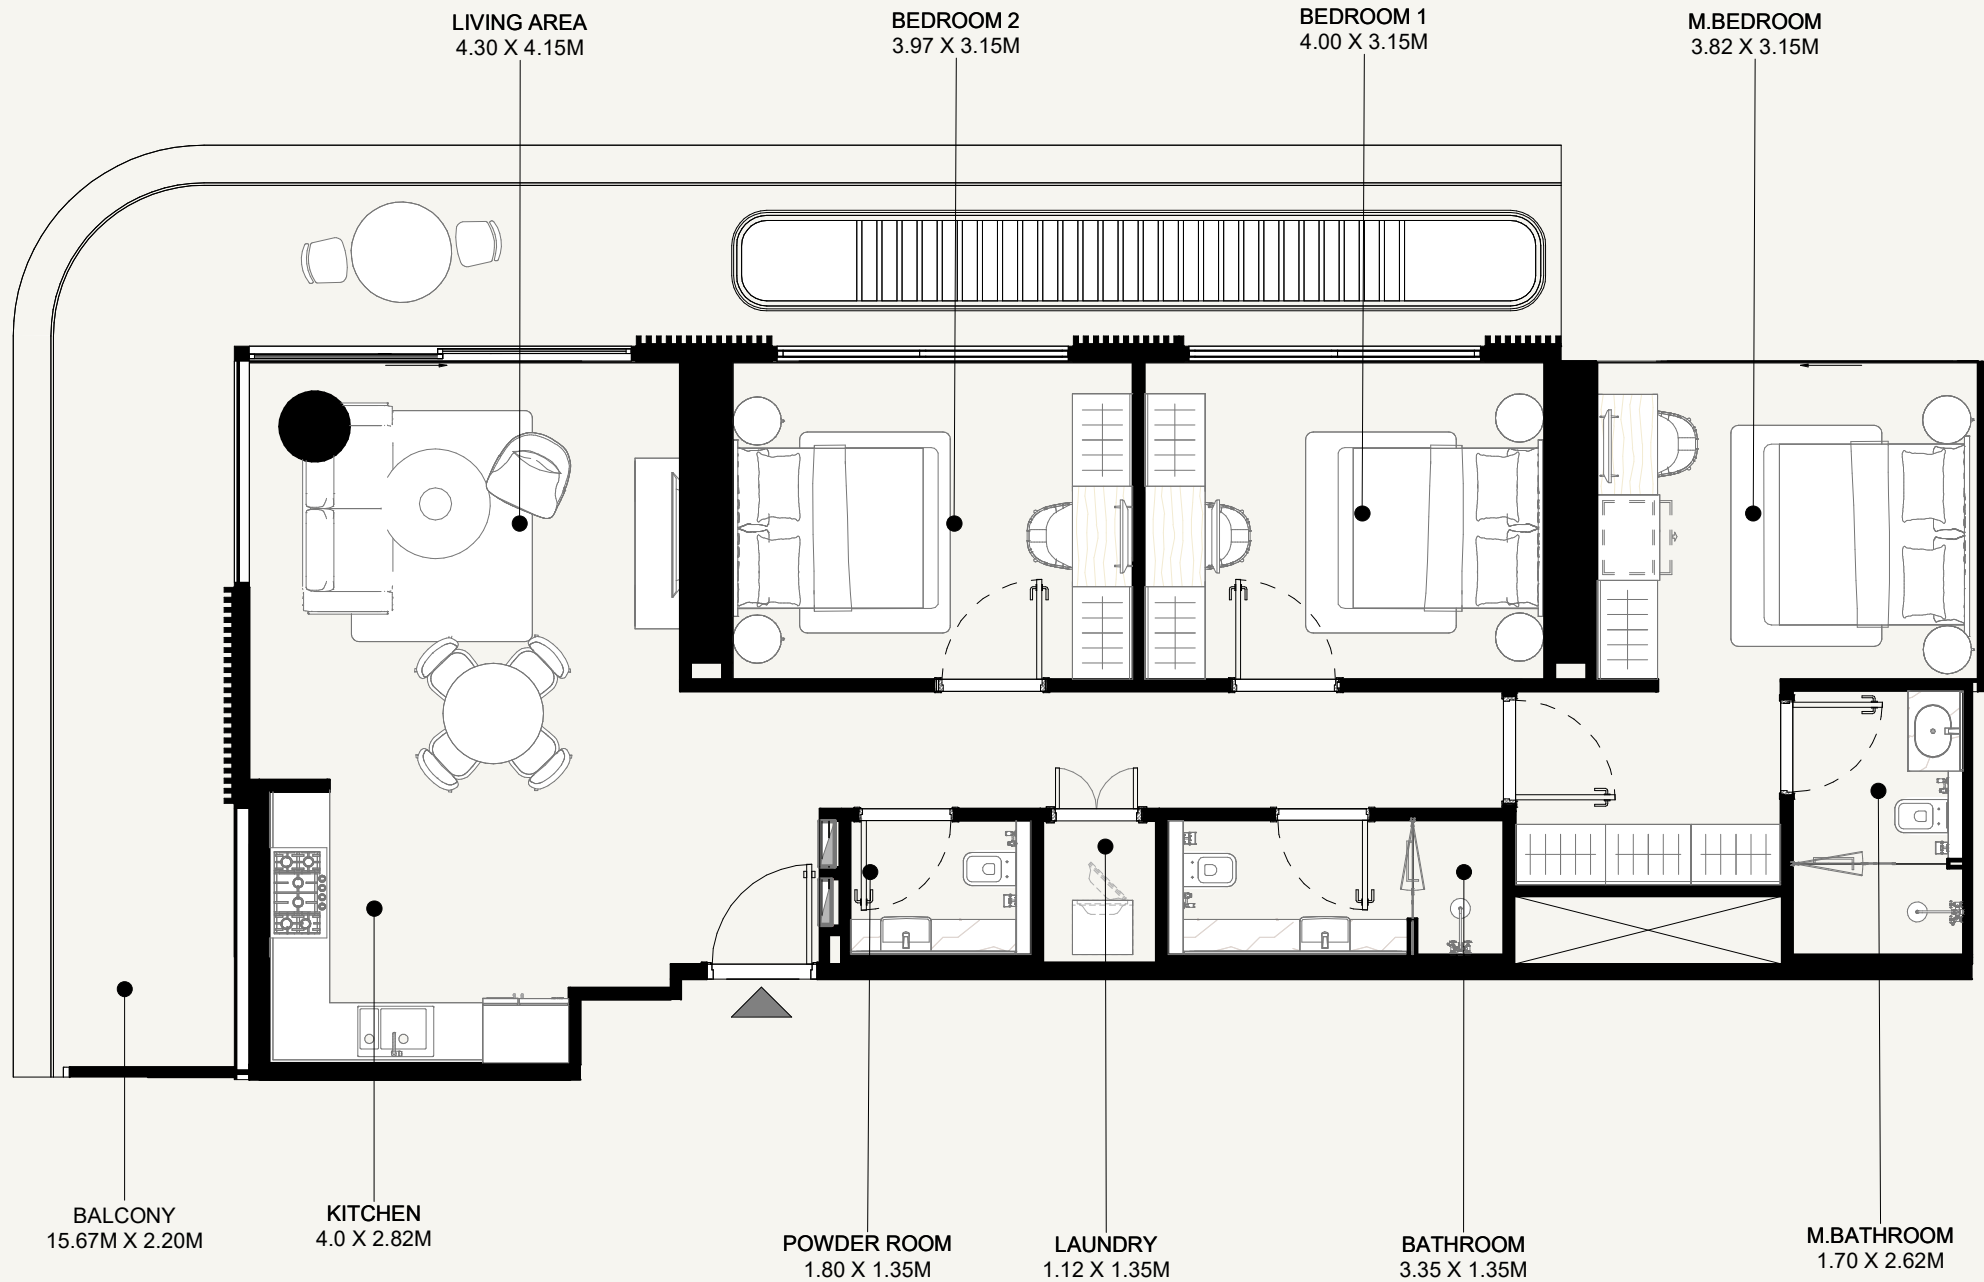 LIVING AREA
4.30 X 4.15M
BEDROOM 2
3.97 X 3.15M
BEDROOM 1
4.00 X 3.15M
M.BEDROOM
3.82 X 3.15M
BALCONY
15.67M X 2.20M
KITCHEN
4.0 X 2.82M
POWDER ROOM
1.80 X 1.35M
LAUNDRY
1.12 X 1.35M
BATHROOM
3.35 X 1.35M
M.BATHROOM
1.70 X 2.62M